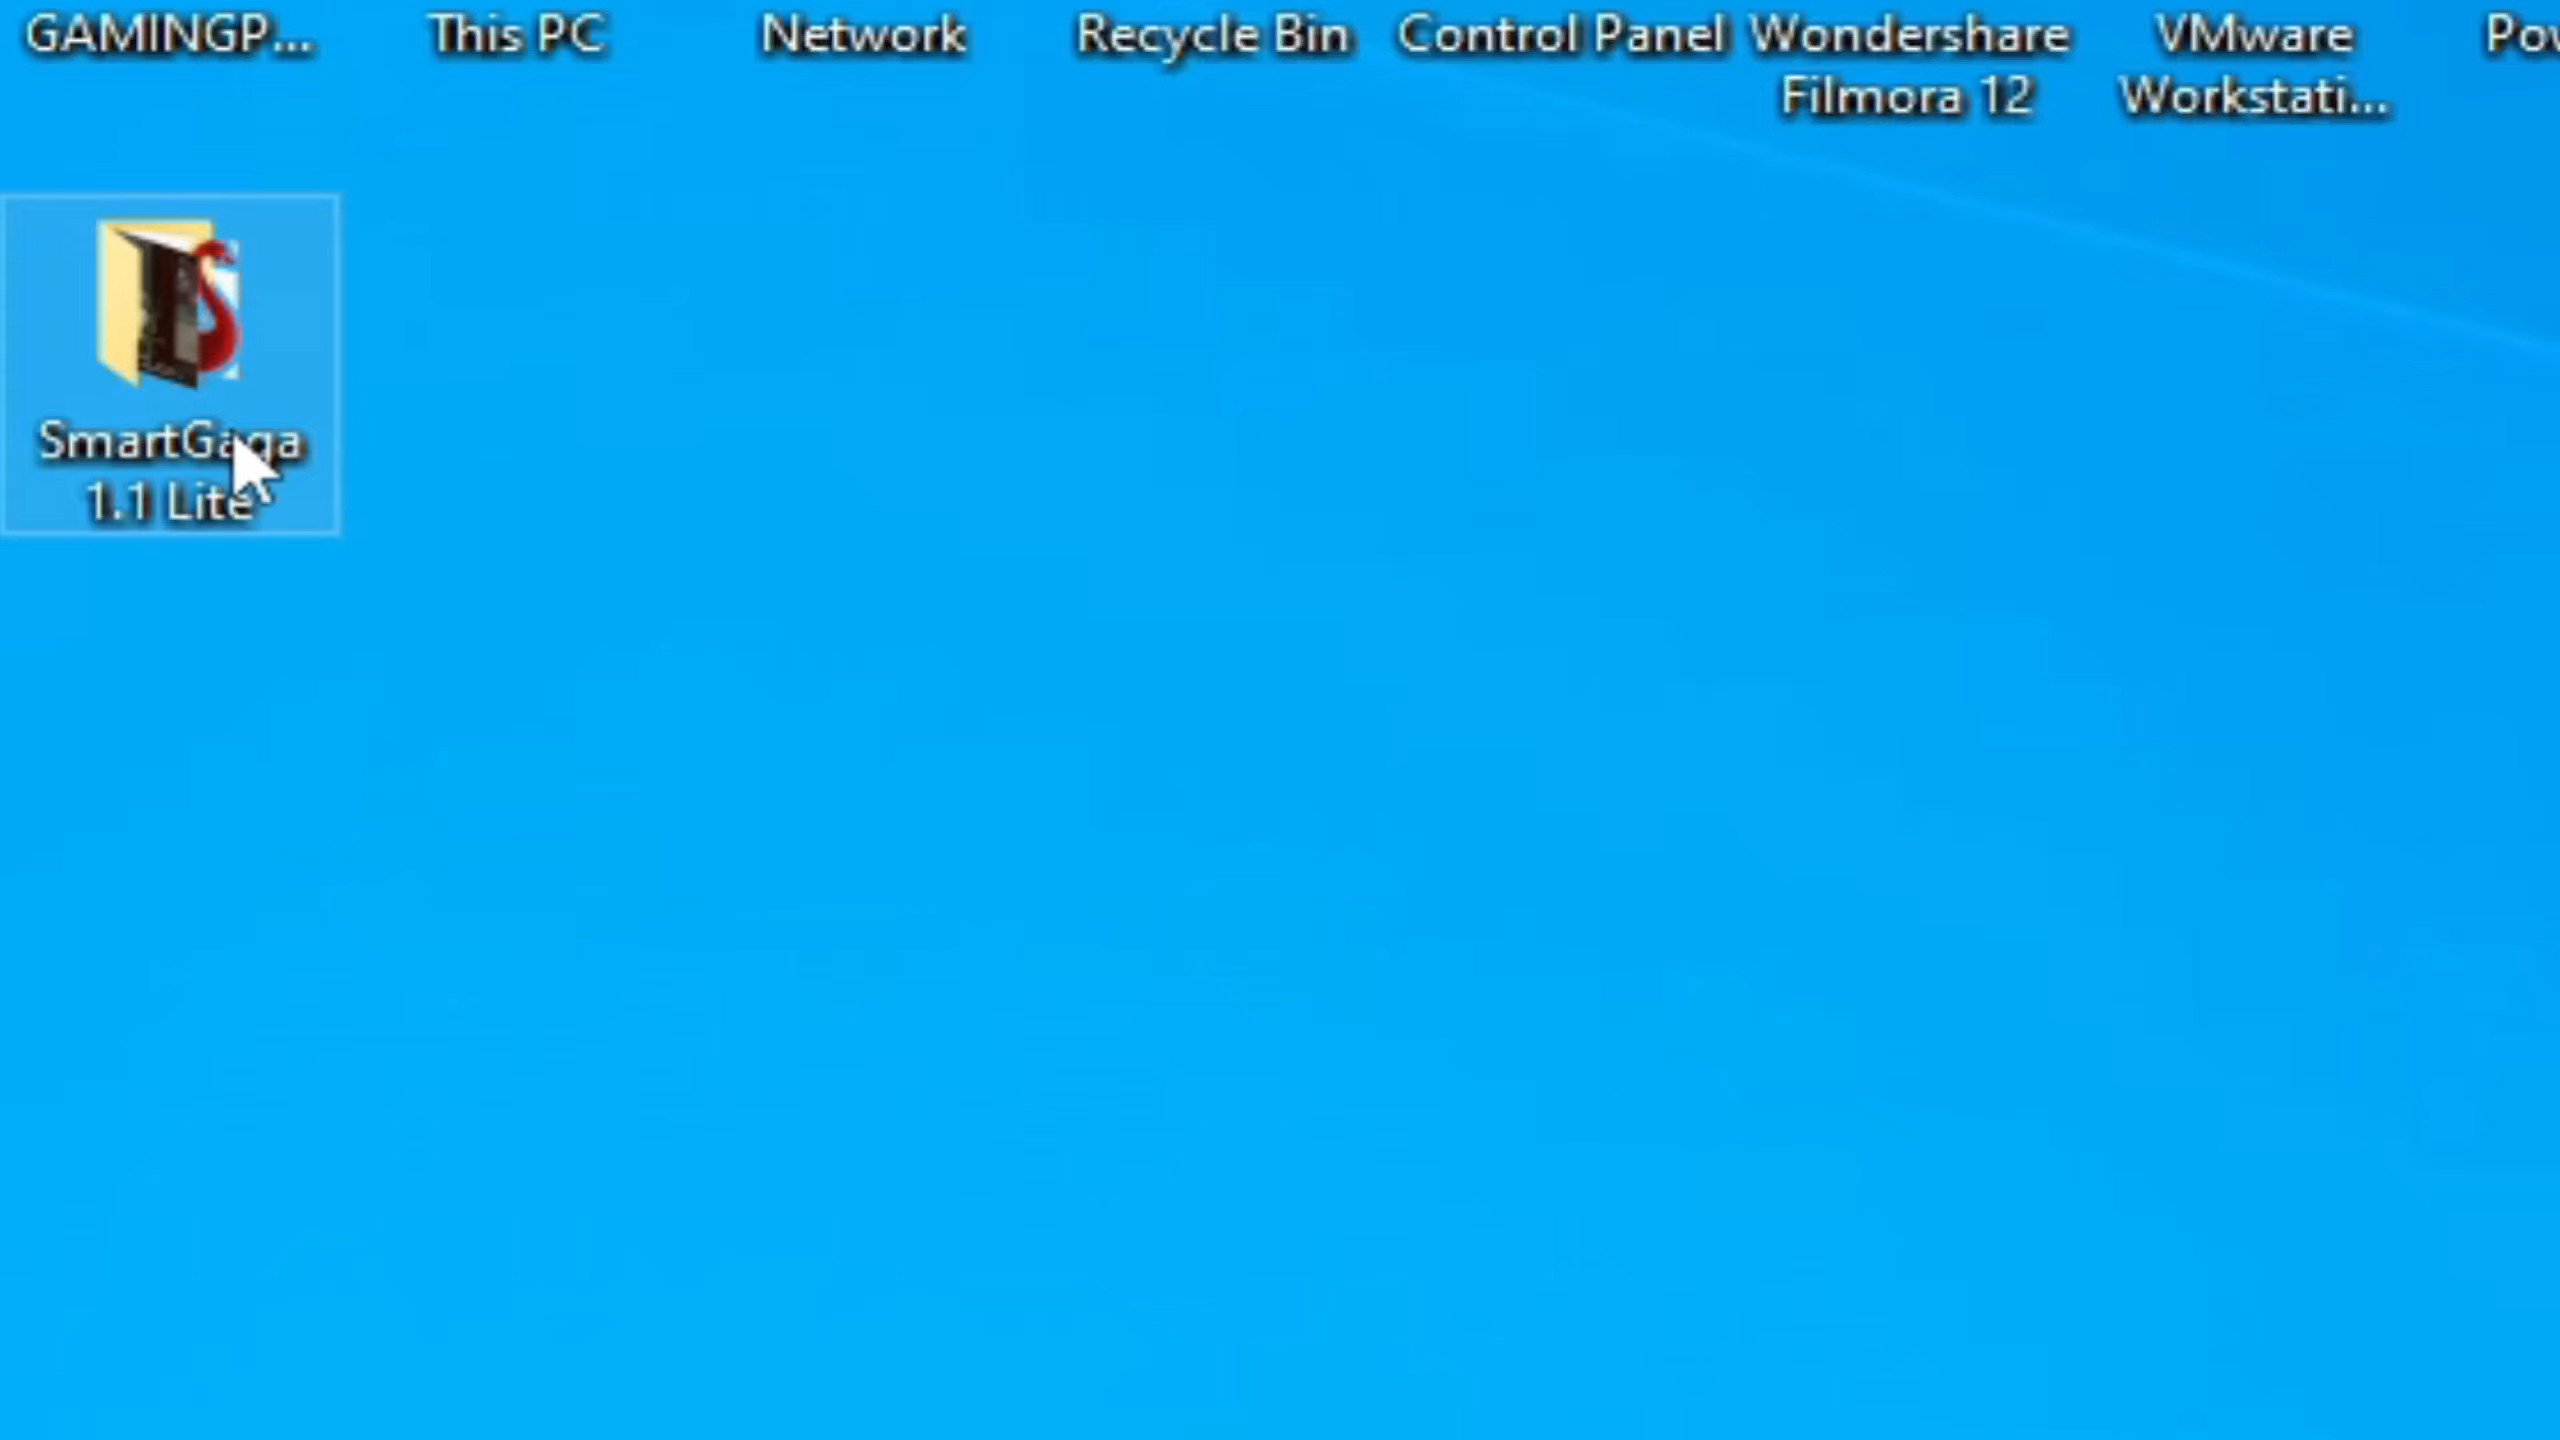 GAMINGP...
This PC
Network
Recycle Bin
Control Panel
Wondershare
Filmora 12
VMware
Workstati...
SmartGaga
1.1 Lite